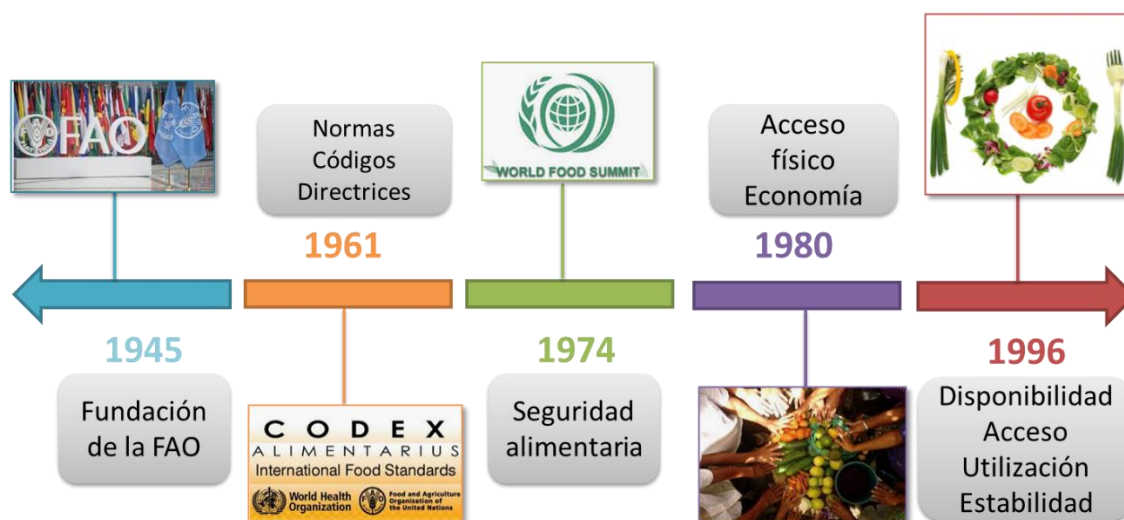 FAO
1945
Fundación
de la FAO
Normas
Códigos
Directrices
1961
CODEX
ALIMENTARIUS
International Food Standards
World Health
Organization
Food and Agriculture
Organization of
the United Nations
WORLD FOOD SUMMIT
1974
Seguridad
alimentaria
Acceso
físico
Economía
1980
1996
Disponibilidad
Acceso
Utilización
Estabilidad